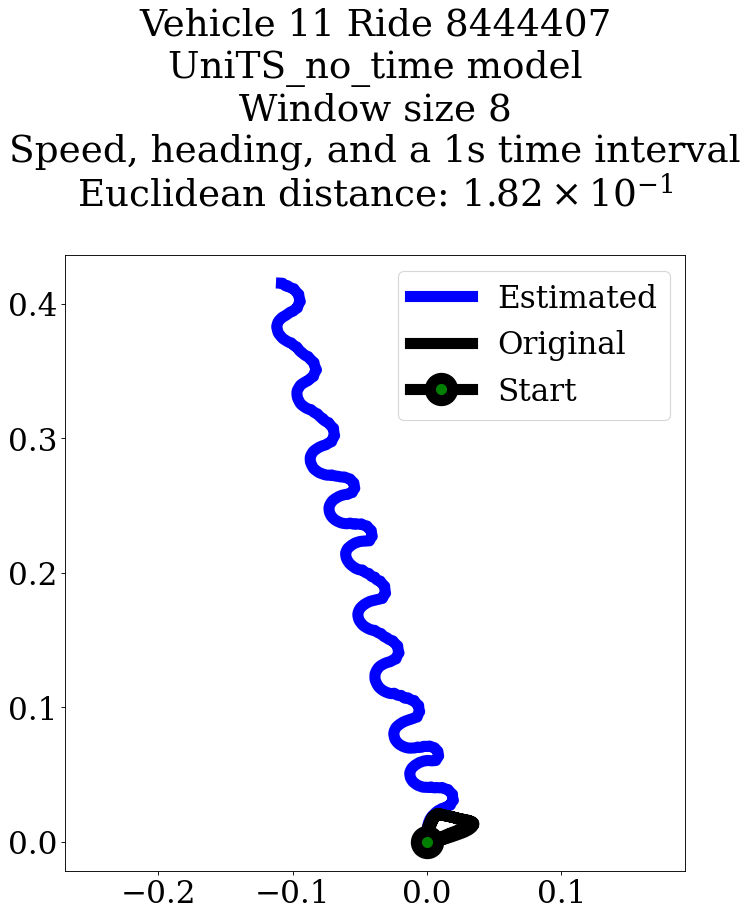 Vehicle 11 Ride 8444407
UniTS_no_time model
Window size 8
Speed, heading, and a 1s time interval
Euclidean distance: 1.82 × 10⁻¹
Estimated
Original
Start
0.4
0.3
0.2
0.1
0.0
−0.2
−0.1
0.0
0.1